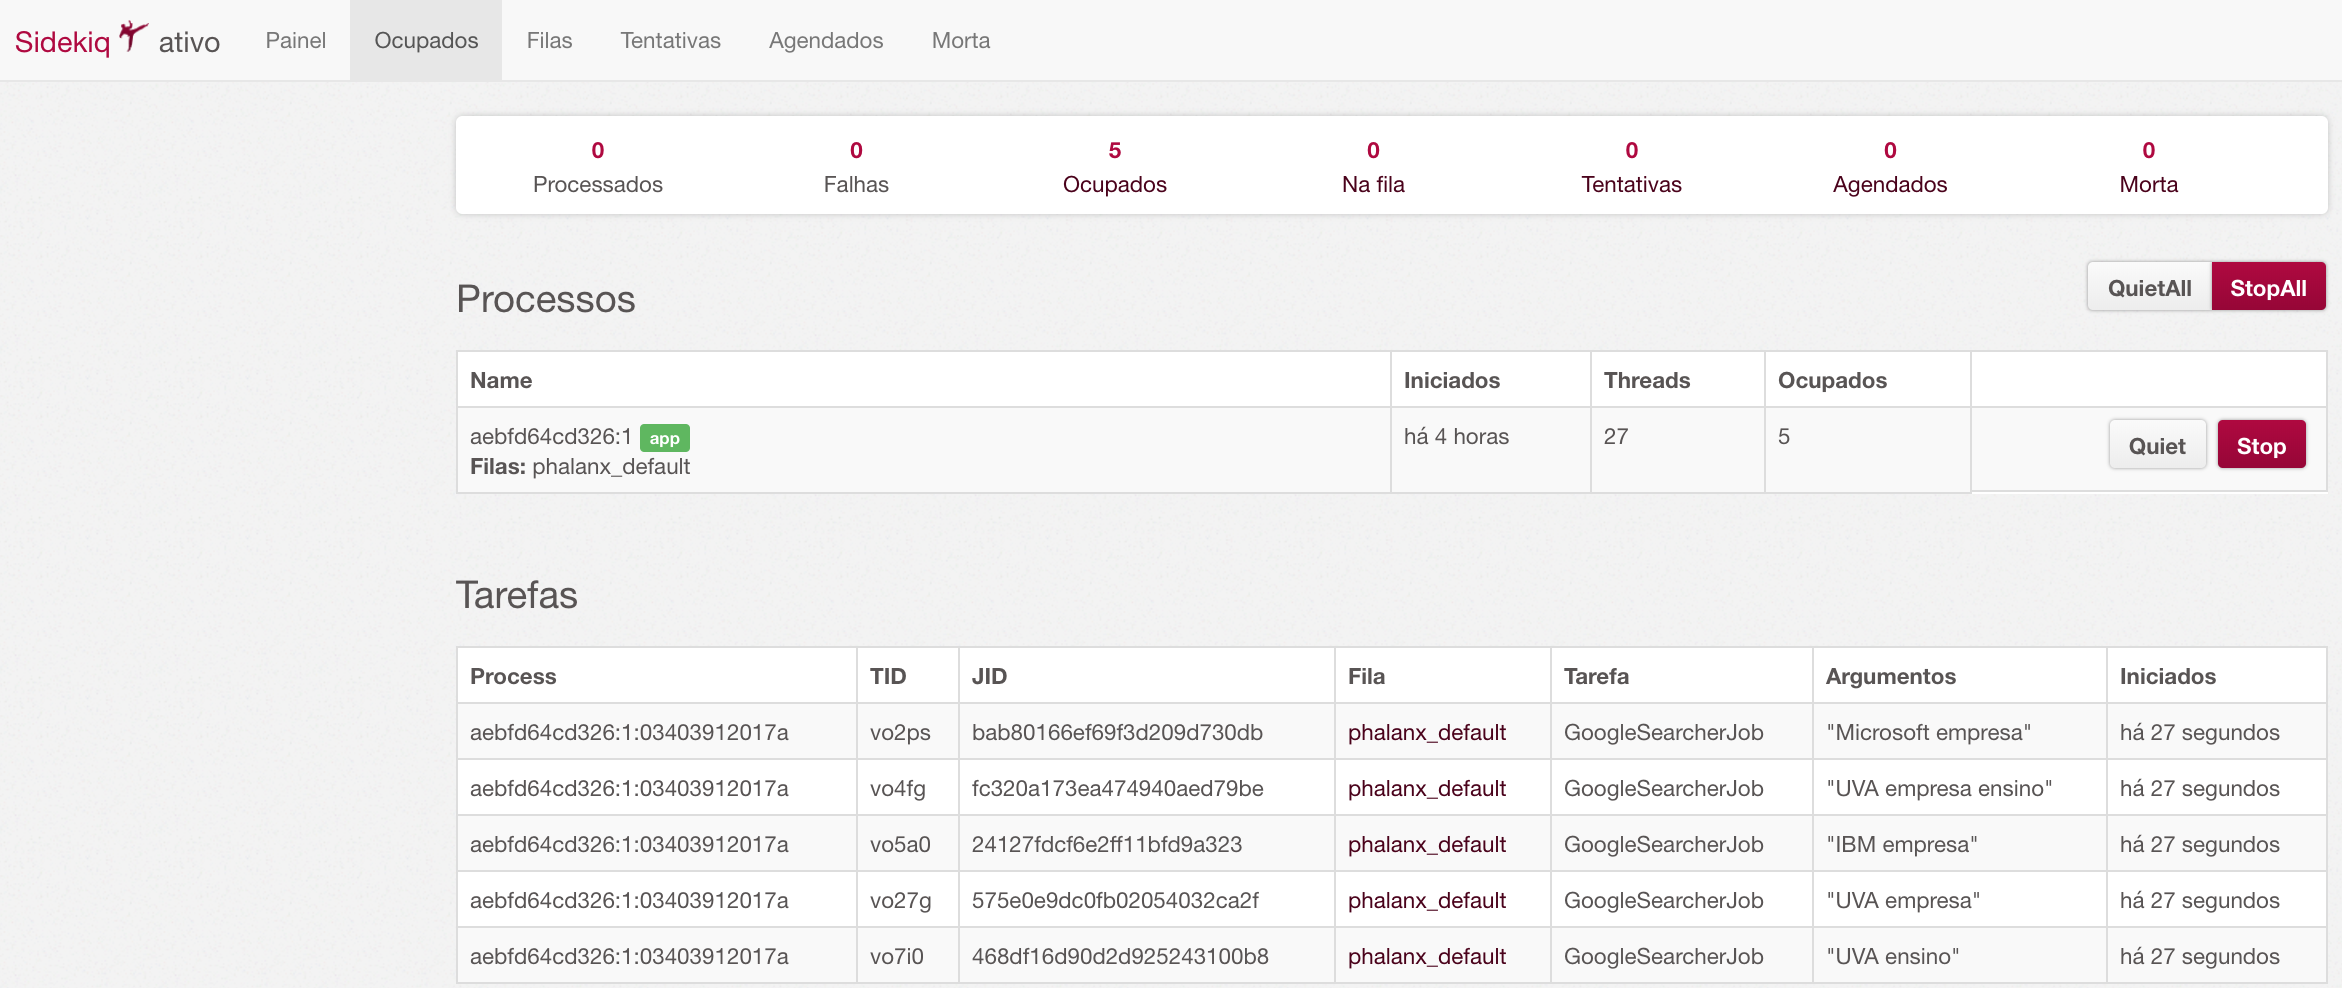 Sidekiq ativo Painel Ocupados Filas Tentativas Agendados Morta
0 0 5 0 0 0 0
Processados Falhas Ocupados Na fila Tentativas Agendados Morta
Processos QuietAll StopAll
Name Iniciados Threads Ocupados
aebfd64cd326:1 app há 4 horas 27 5 Quiet Stop
Filas: phalanx_default
Tarefas
Process TID JID Fila Tarefa Argumentos Iniciados
aebfd64cd326:1:03403912017a vo2ps bab80166ef69f3d209d730db phalanx_default GoogleSearcherJob "Microsoft empresa" há 27 segundos
aebfd64cd326:1:03403912017a vo4fg fc320a173ea474940aed79be phalanx_default GoogleSearcherJob "UVA empresa ensino" há 27 segundos
aebfd64cd326:1:03403912017a vo5a0 24127fdcf6e2ff11bfd9a323 phalanx_default GoogleSearcherJob "IBM empresa" há 27 segundos
aebfd64cd326:1:03403912017a vo27g 575e0e9dc0fb02054032ca2f phalanx_default GoogleSearcherJob "UVA empresa" há 27 segundos
aebfd64cd326:1:03403912017a vo7i0 468df16d90d2d925243100b8 phalanx_default GoogleSearcherJob "UVA ensino" há 27 segundos